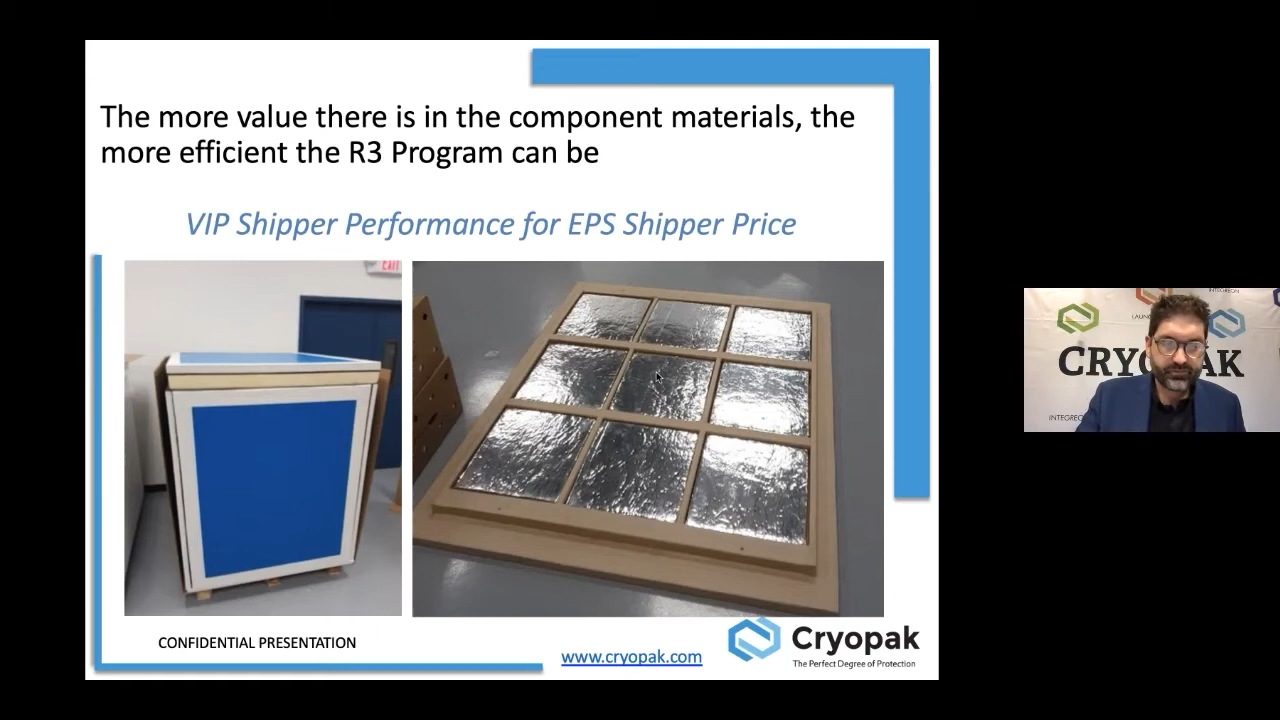 The more value there is in the component materials, the
more efficient the R3 Program can be
VIP Shipper Performance for EPS Shipper Price
CONFIDENTIAL PRESENTATION
www.cryopak.com
Cryopak
The Perfect Degree of Protection
INTEGREON